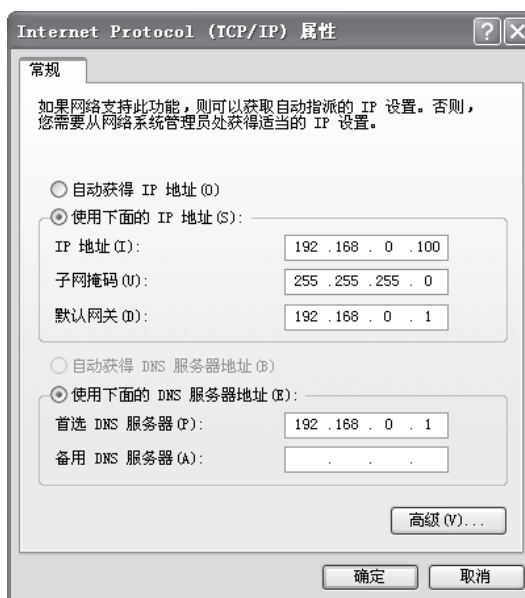 Internet Protocol (TCP/IP) 属性
常规
如果网络支持此功能，则可以获取自动指派的 IP 设置。否则，
您需要从网络系统管理员处获得适当的 IP 设置。
自动获得 IP 地址(O)
使用下面的 IP 地址(S):
IP 地址(I): 192 .168 . 0 .100
子网掩码(U): 255 .255 .255 . 0
默认网关(D): 192 .168 . 0 . 1
自动获得 DNS 服务器地址(B)
使用下面的 DNS 服务器地址(E):
首选 DNS 服务器(P): 192 .168 . 0 . 1
备用 DNS 服务器(A): . . .
高级(V)...
确定 取消